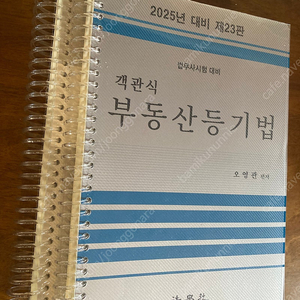 2025년 대비 제23판
법무사시험 대비
객관식
부동산등기법
오영관 편저